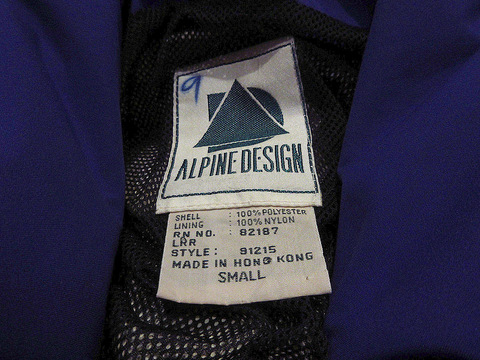 9
ALPINE DESIGN
SHELL : 100% POLYESTER
LINING : 100% NYLON
RN NO. : 82187
LRR
STYLE : 91215
MADE IN HONG KONG
SMALL